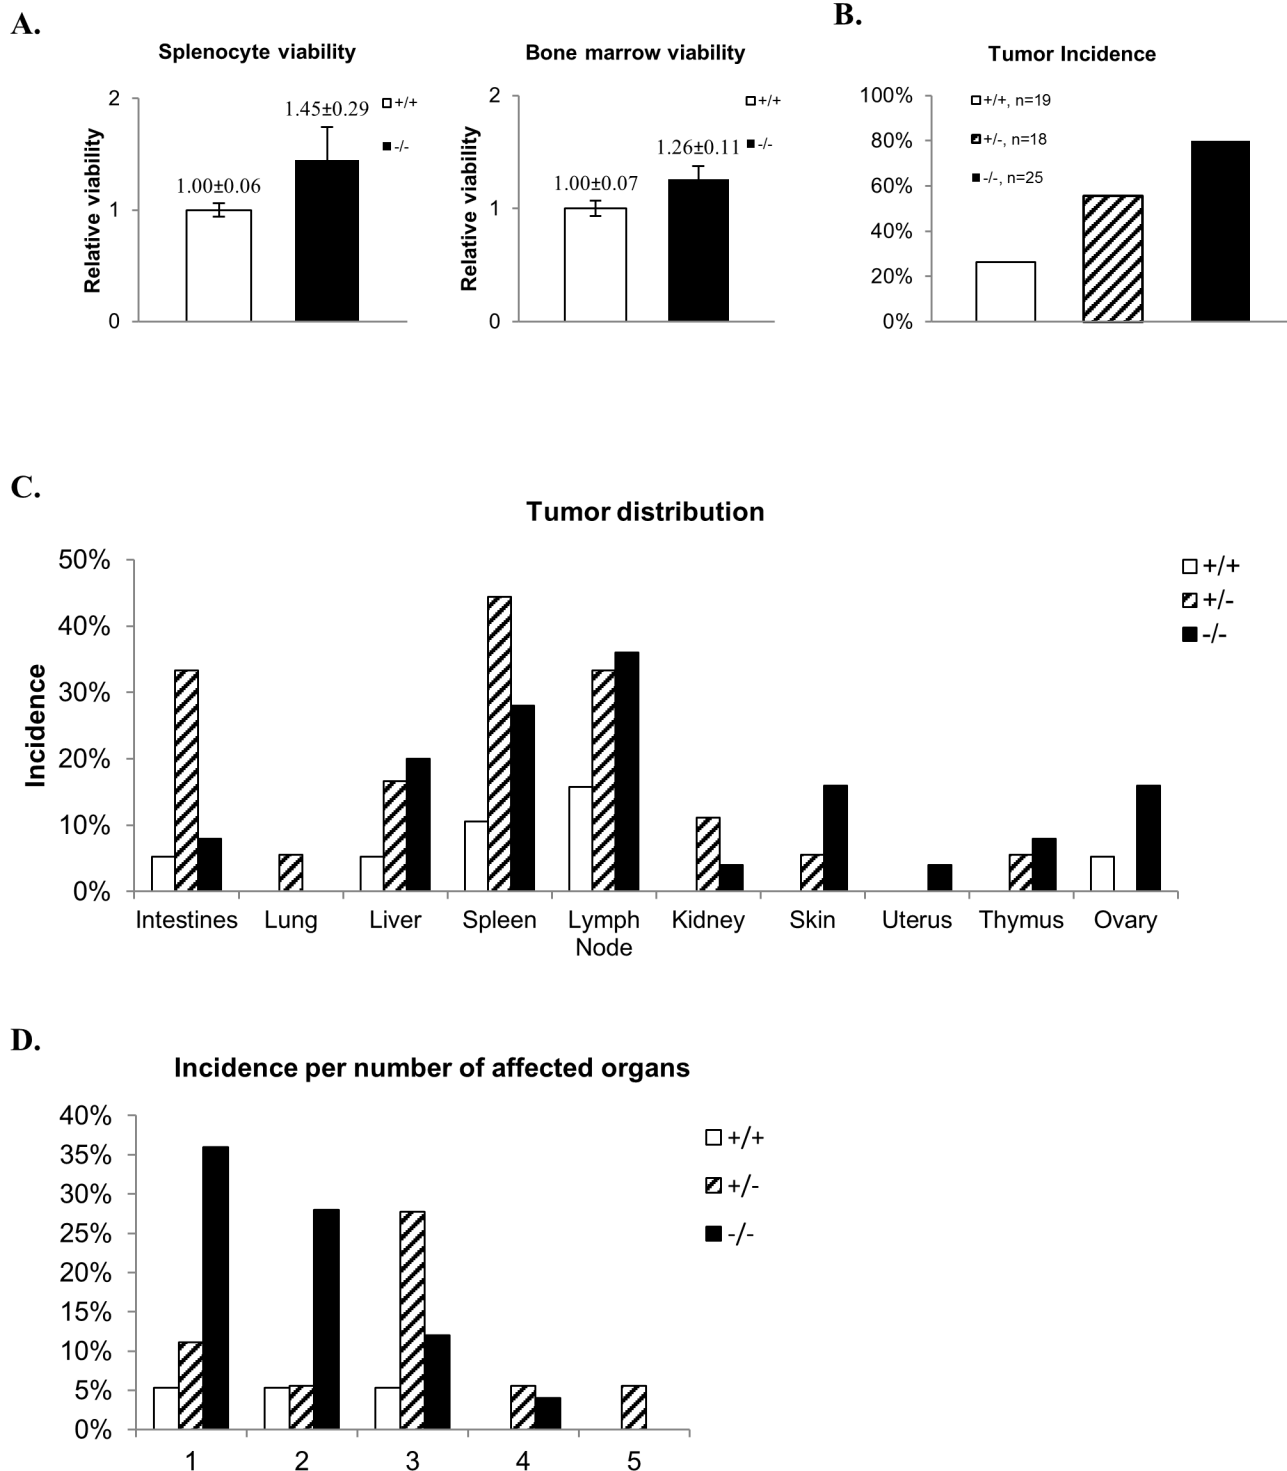 A.
Splenocyte viability
Relative viability
2
1
0
1.00±0.06
1.45±0.29
+/+
-/-
Bone marrow viability
Relative viability
2
1
0
1.00±0.07
1.26±0.11
+/+
-/-
B.
Tumor Incidence
100%
80%
60%
40%
20%
0%
+/+, n=19
+/-, n=18
-/-, n=25
C.
Tumor distribution
Incidence
50%
40%
30%
20%
10%
0%
+/+
+/-
-/-
Intestines
Lung
Liver
Spleen
Lymph
Node
Kidney
Skin
Uterus
Thymus
Ovary
D.
Incidence per number of affected organs
40%
35%
30%
25%
20%
15%
10%
5%
0%
+/+
+/-
-/-
1
2
3
4
5